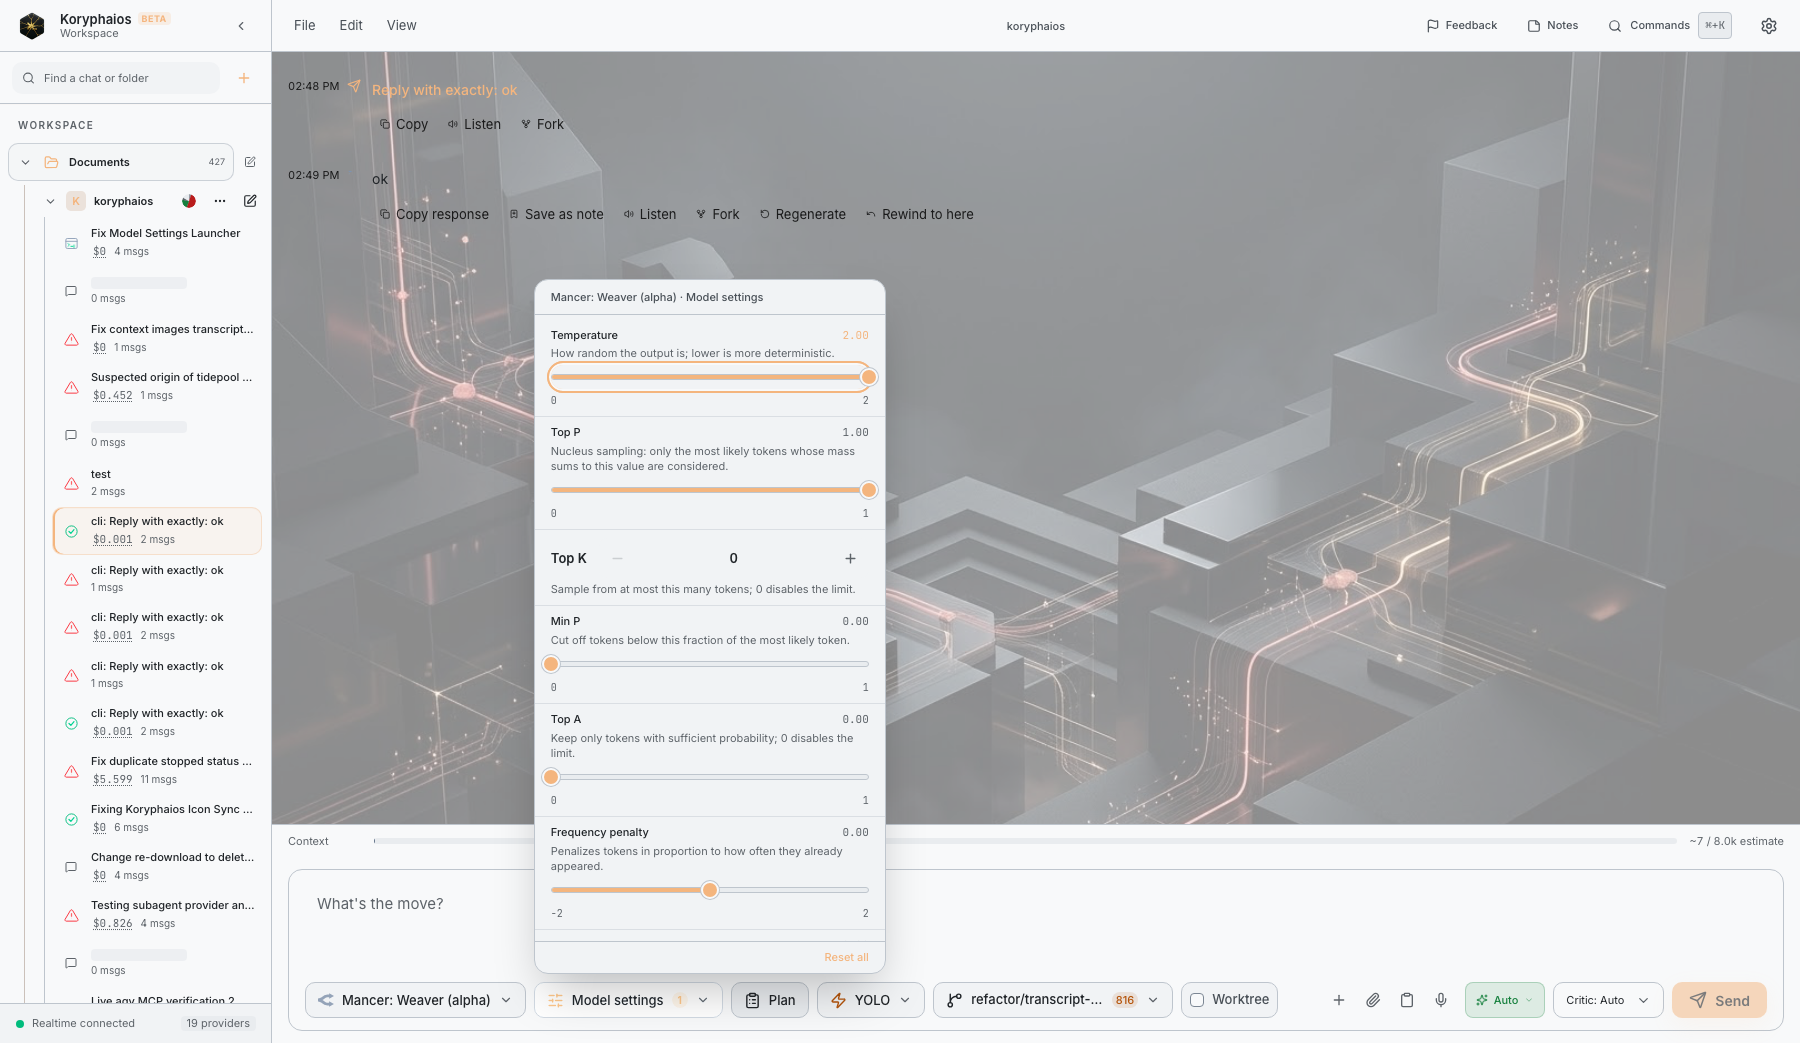 Koryphaios BETA
Workspace
Find a chat or folder
WORKSPACE
Documents 427
K koryphaios
Fix Model Settings Launcher
$0 4 msgs
0 msgs
Fix context images transcript...
$0 1 msgs
Suspected origin of tidepool ...
$0.452 1 msgs
0 msgs
test
2 msgs
cli: Reply with exactly: ok
$0.001 2 msgs
cli: Reply with exactly: ok
1 msgs
cli: Reply with exactly: ok
$0.001 2 msgs
cli: Reply with exactly: ok
1 msgs
cli: Reply with exactly: ok
$0.001 2 msgs
Fix duplicate stopped status ...
$5.599 11 msgs
Fixing Koryphaios Icon Sync ...
$0 6 msgs
Change re-download to delet...
$0 4 msgs
Testing subagent provider an...
$0.826 4 msgs
0 msgs
Live agy MCP verification 2
Realtime connected 19 providers
File Edit View
koryphaios
Feedback Notes Commands ⌘+K
02:48 PM Reply with exactly: ok
Copy Listen Fork
02:49 PM ok
Copy response Save as note Listen Fork Regenerate Rewind to here
Mancer: Weaver (alpha) · Model settings
Temperature 2.00
How random the output is; lower is more deterministic.
0 2
Top P 1.00
Nucleus sampling: only the most likely tokens whose mass
sums to this value are considered.
0 1
Top K 0
Sample from at most this many tokens; 0 disables the limit.
Min P 0.00
Cut off tokens below this fraction of the most likely token.
0 1
Top A 0.00
Keep only tokens with sufficient probability; 0 disables the
limit.
0 1
Frequency penalty 0.00
Penalizes tokens in proportion to how often they already
appeared.
-2 2
Reset all
Context ~7 / 8.0k estimate
What's the move?
Mancer: Weaver (alpha) Model settings 1 Plan YOLO refactor/transcript-... 816 Worktree Auto Critic: Auto Send